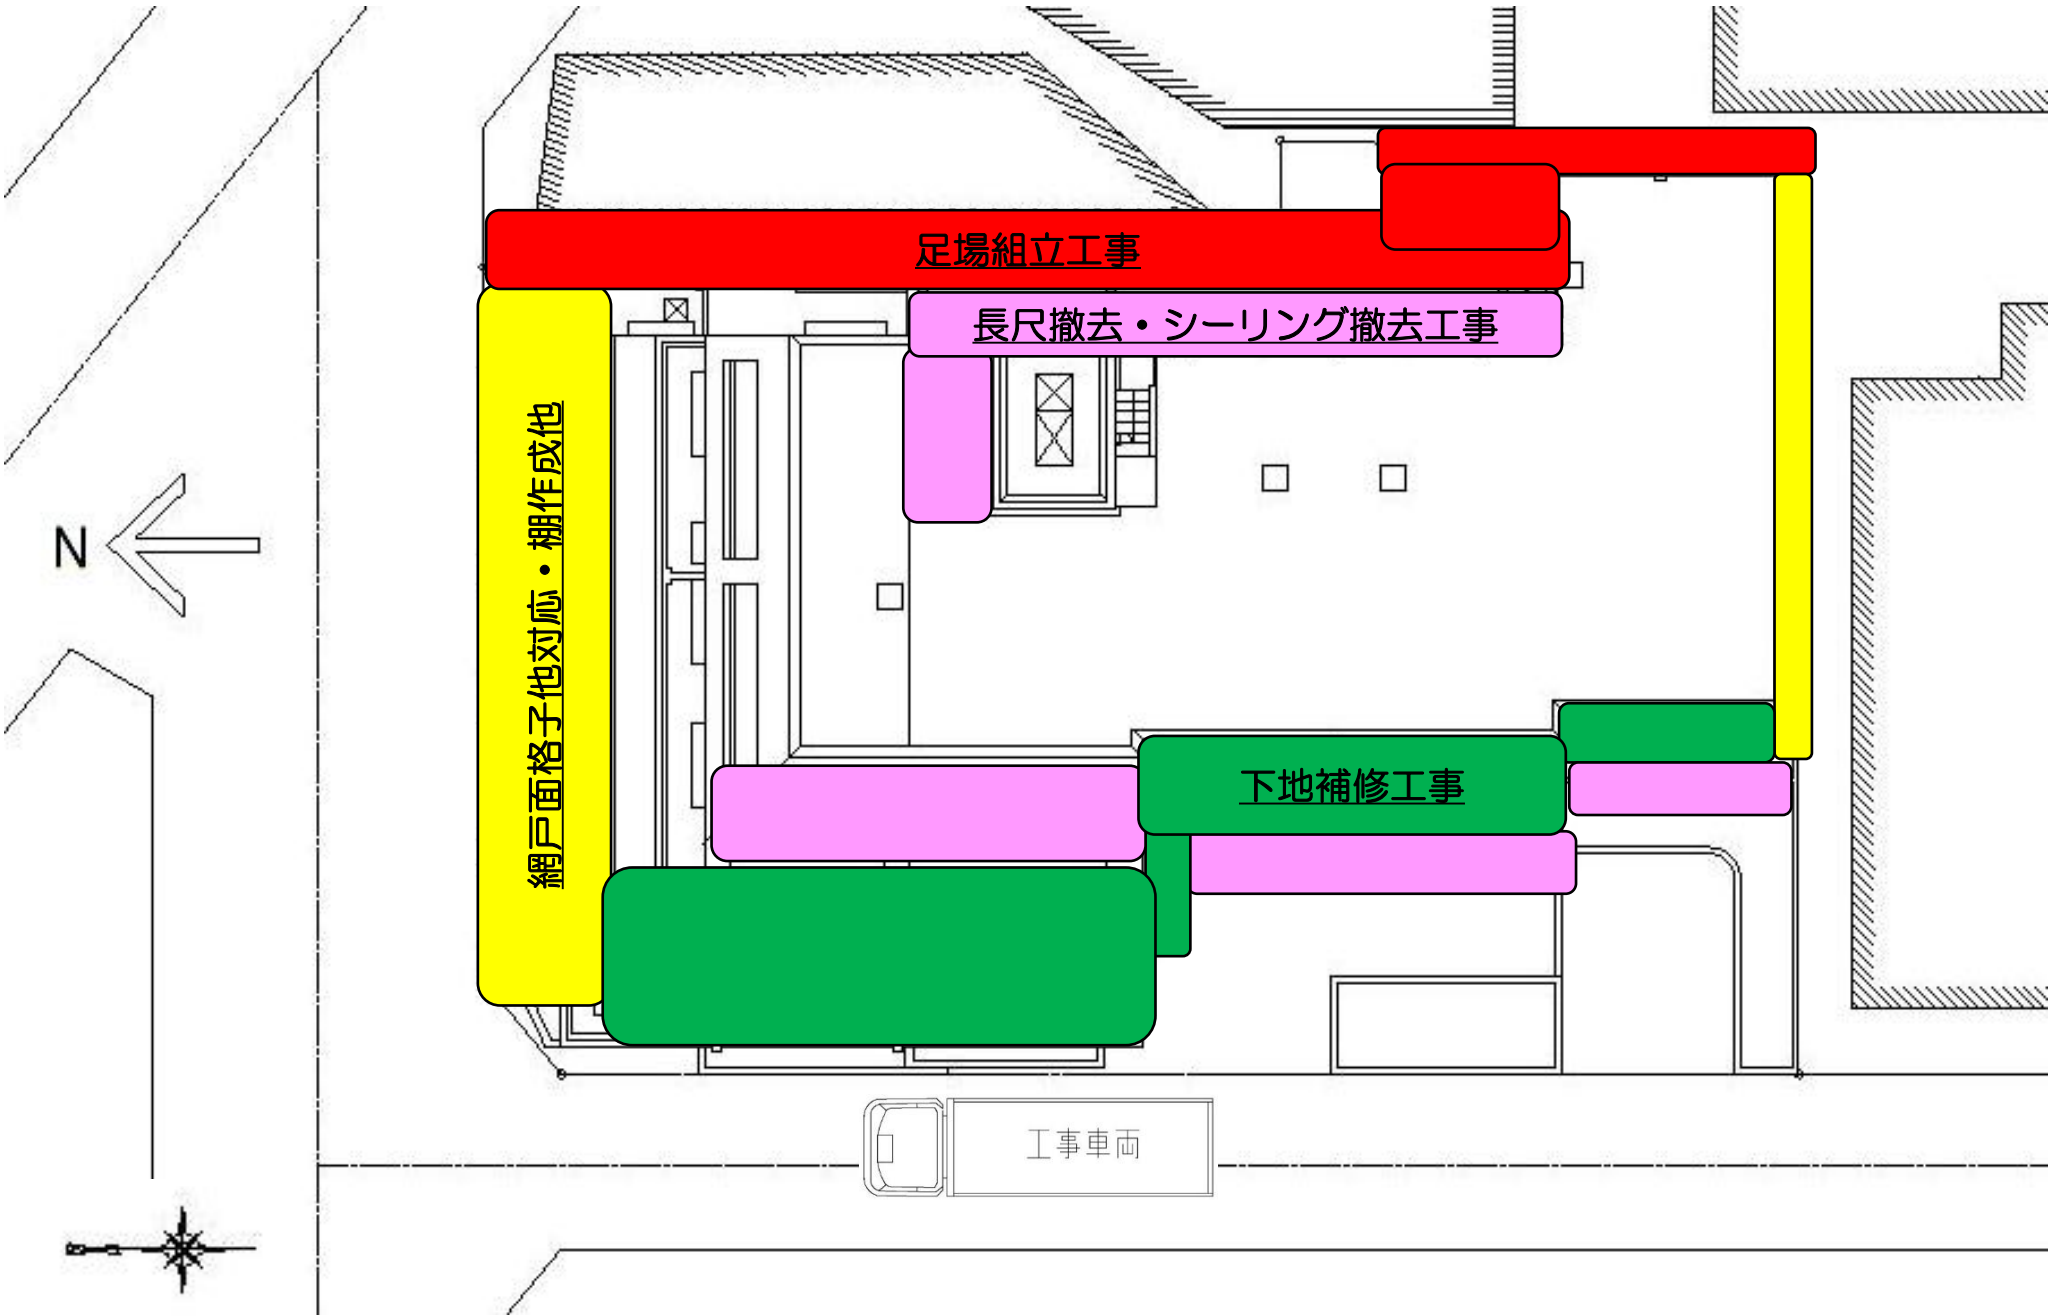 足場組立工事
長尺撤去・シーリング撤去工事
網戸面格子他対応・棚作成他
N
下地補修工事
工事車両